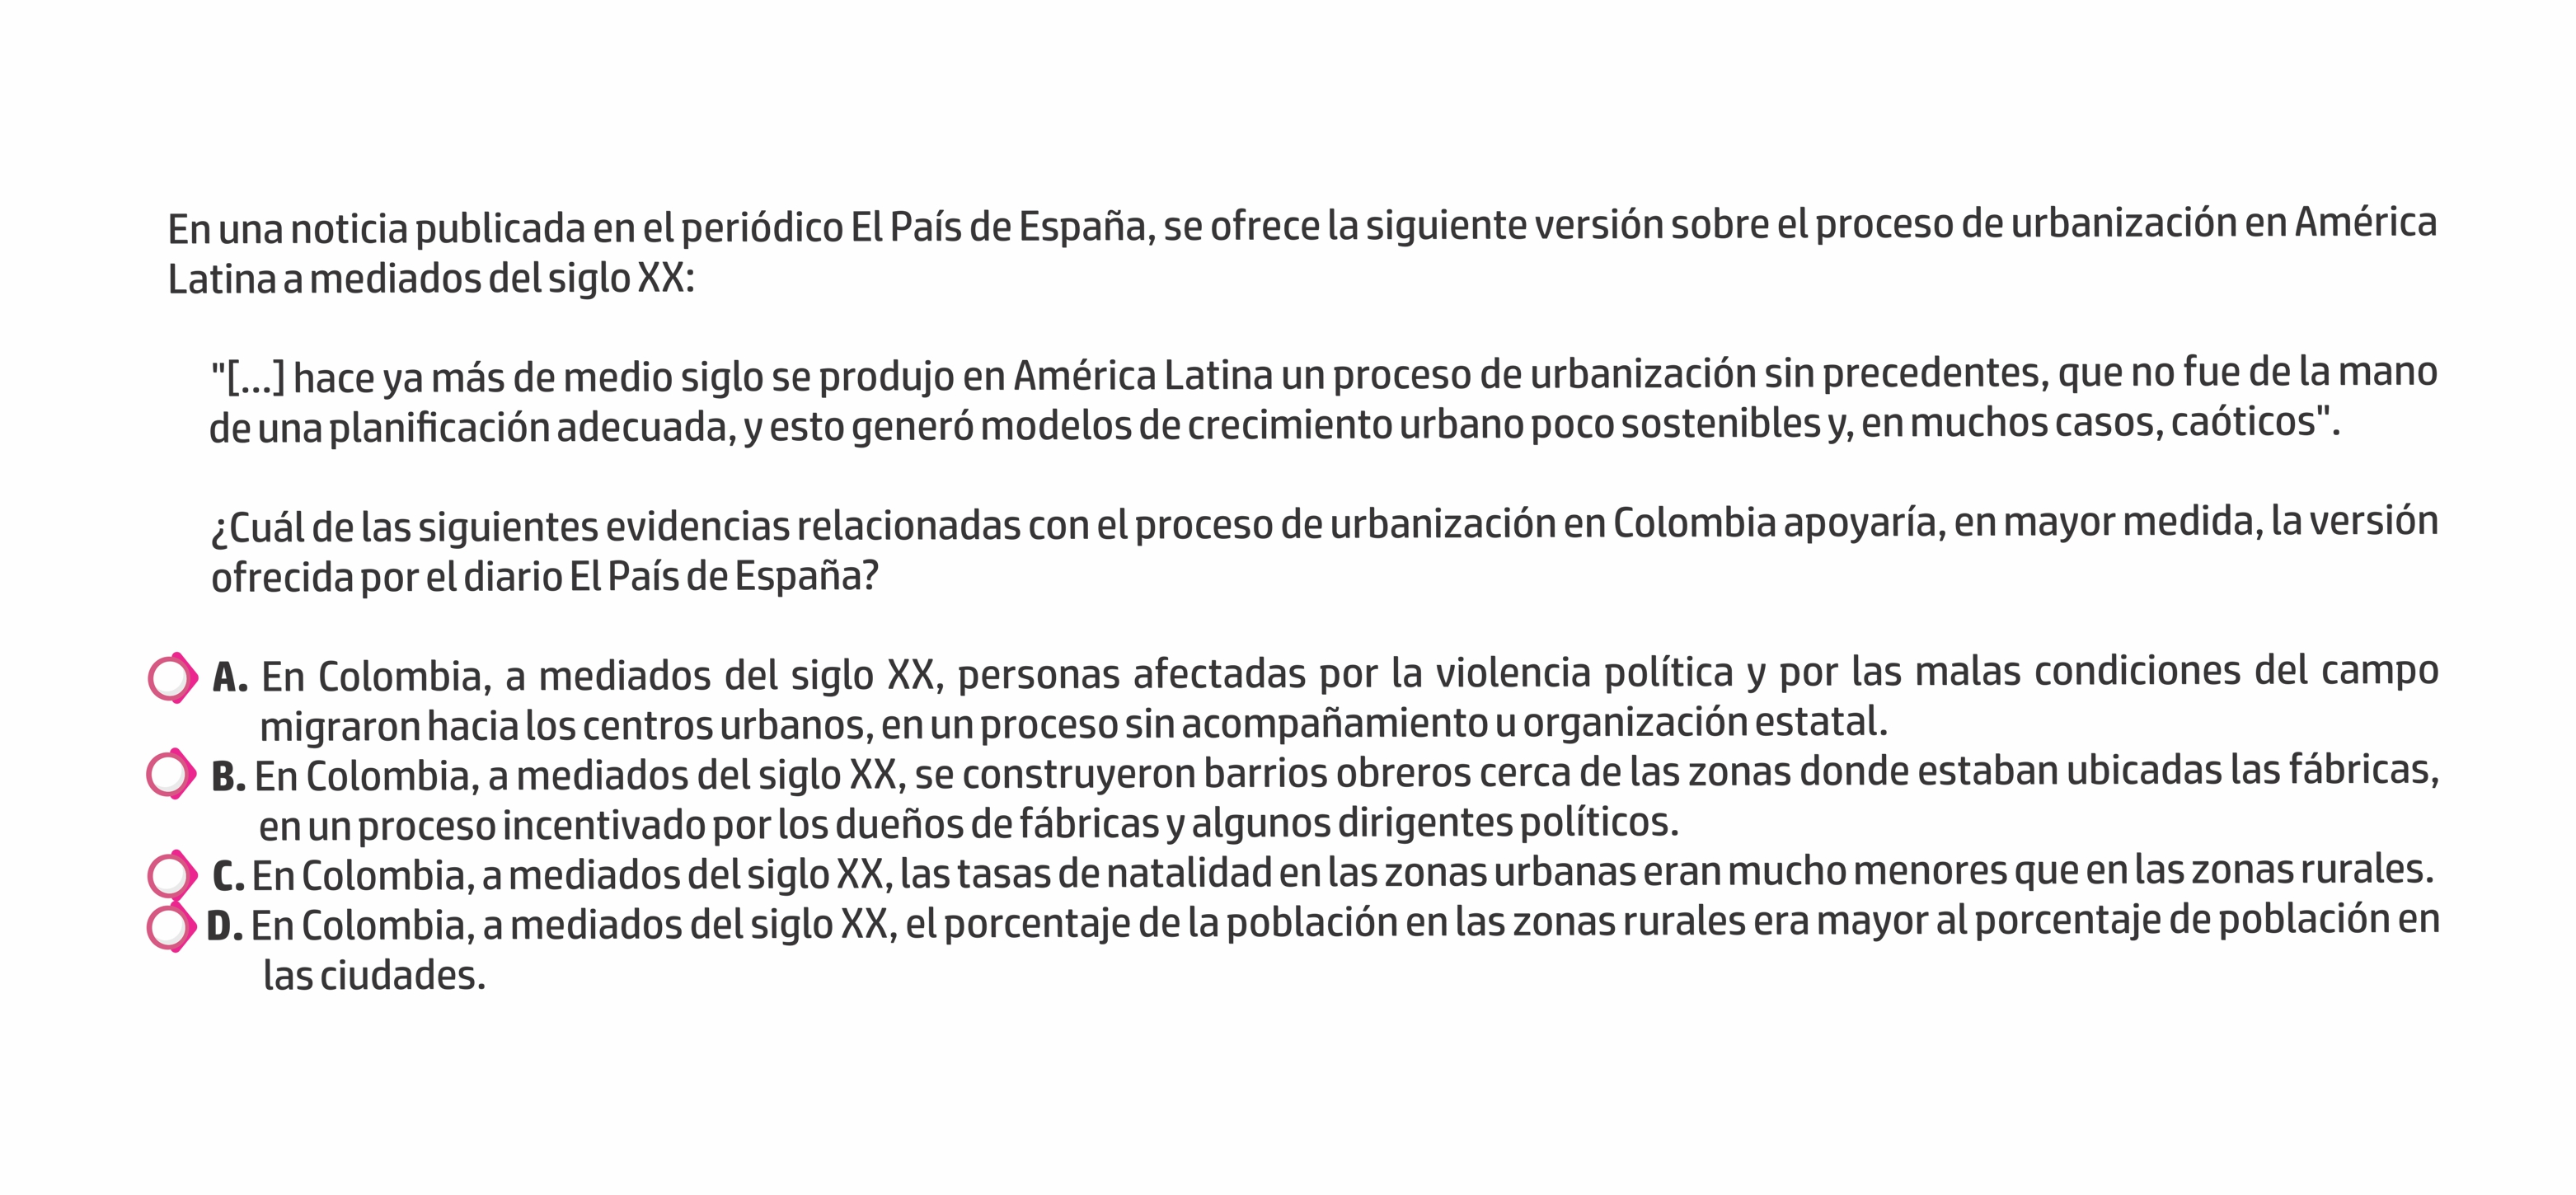 En una noticia publicada en el periódico El País de España, se ofrece la siguiente versión sobre el proceso de urbanización en América
Latina a mediados del siglo XX:
"[...] hace ya más de medio siglo se produjo en América Latina un proceso de urbanización sin precedentes, que no fue de la mano
de una planificación adecuada, y esto generó modelos de crecimiento urbano poco sostenibles y, en muchos casos, caóticos".
¿Cuál de las siguientes evidencias relacionadas con el proceso de urbanización en Colombia apoyaría, en mayor medida, la versión
ofrecida por el diario El País de España?
A. En Colombia, a mediados del siglo XX, personas afectadas por la violencia política y por las malas condiciones del campo
migraron hacia los centros urbanos, en un proceso sin acompañamiento u organización estatal.
B. En Colombia, a mediados del siglo XX, se construyeron barrios obreros cerca de las zonas donde estaban ubicadas las fábricas,
en un proceso incentivado por los dueños de fábricas y algunos dirigentes políticos.
C. En Colombia, a mediados del siglo XX, las tasas de natalidad en las zonas urbanas eran mucho menores que en las zonas rurales.
D. En Colombia, a mediados del siglo XX, el porcentaje de la población en las zonas rurales era mayor al porcentaje de población en
las ciudades.